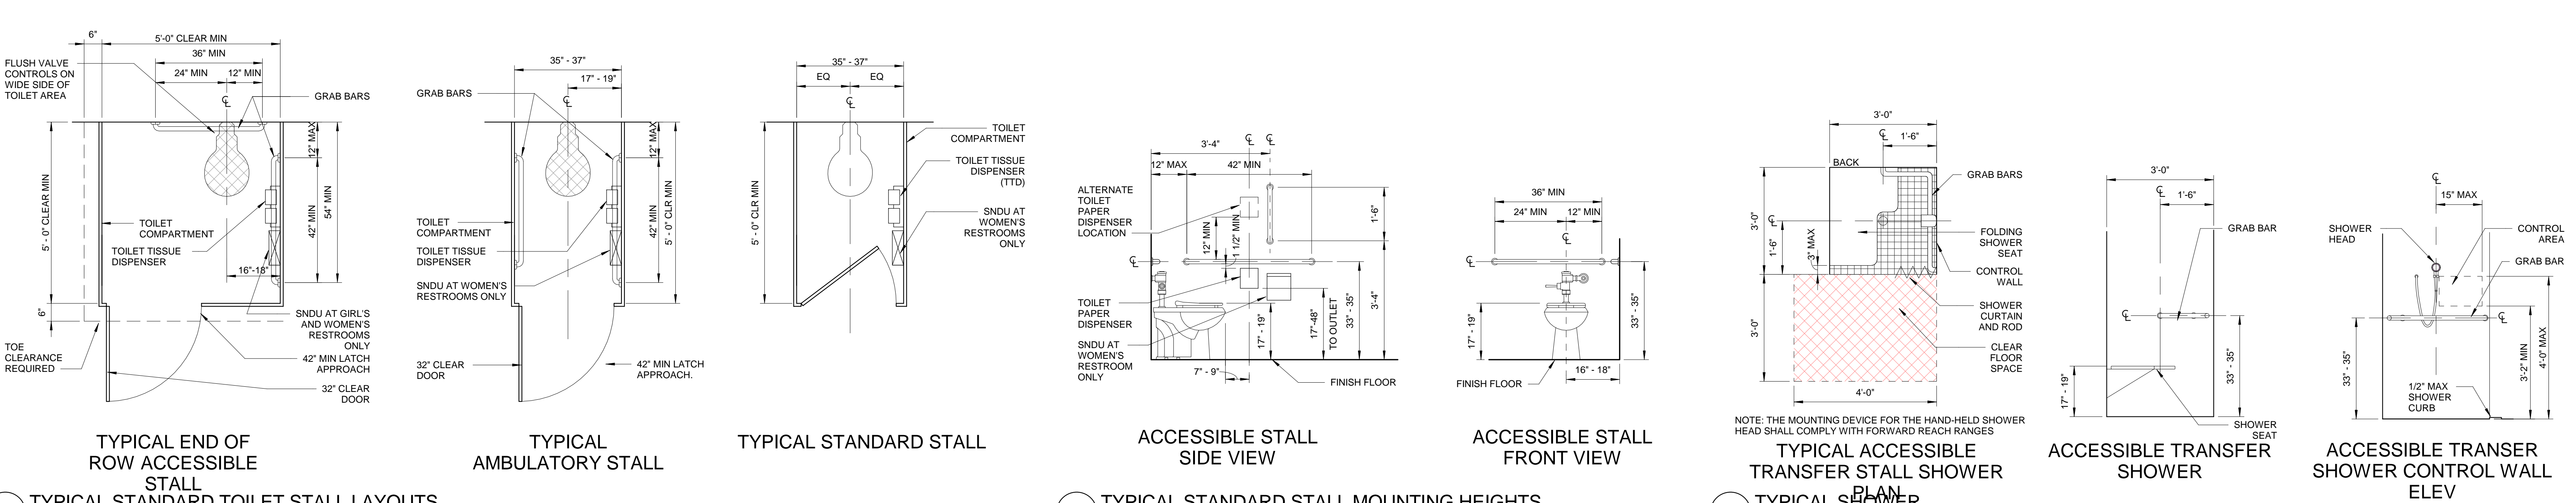 6"
5'-0" CLEAR MIN
36" MIN
24" MIN
12" MIN
FLUSH VALVE
CONTROLS ON
WIDE SIDE OF
TOILET AREA
GRAB BARS
5' - 0" CLEAR MIN
12" MAX
42" MIN
54" MIN
TOILET
COMPARTMENT
TOILET TISSUE
DISPENSER
16"-18"
6"
SNDU AT GIRL'S
AND WOMEN'S
RESTROOMS
ONLY
TOE
CLEARANCE
REQUIRED
42" MIN LATCH
APPROACH
32" CLEAR
DOOR
TYPICAL END OF
ROW ACCESSIBLE
STALL
35" - 37"
17" - 19"
GRAB BARS
12" MAX
42" MIN
5' - 0" CLR MIN
TOILET
COMPARTMENT
TOILET TISSUE
DISPENSER
SNDU AT WOMEN'S
RESTROOMS ONLY
32" CLEAR
DOOR
42" MIN LATCH
APPROACH.
TYPICAL
AMBULATORY STALL
35" - 37"
EQ
EQ
5' - 0" CLR MIN
TOILET
COMPARTMENT
TOILET TISSUE
DISPENSER
(TTD)
SNDU AT
WOMEN'S
RESTROOMS
ONLY
TYPICAL STANDARD STALL
TYPICAL STANDARD TOILET STALL LAYOUTS
3'-4"
12" MAX
42" MIN
ALTERNATE
TOILET
PAPER
DISPENSER
LOCATION
12" MIN
1 1/2" MIN
1'-6"
3'-4"
TOILET
PAPER
DISPENSER
SNDU AT
WOMEN'S
RESTROOM
ONLY
17" - 19"
17"-48"
TO OUTLET
33" - 35"
7" - 9"
FINISH FLOOR
ACCESSIBLE STALL
SIDE VIEW
36" MIN
24" MIN
12" MIN
17" - 19"
33" - 35"
FINISH FLOOR
16" - 18"
ACCESSIBLE STALL
FRONT VIEW
TYPICAL STANDARD STALL MOUNTING HEIGHTS
3'-0"
1'-6"
BACK
GRAB BARS
3'-0"
1'-6"
3" MAX
FOLDING
SHOWER
SEAT
CONTROL
WALL
SHOWER
CURTAIN
AND ROD
3'-0"
CLEAR
FLOOR
SPACE
4'-0"
NOTE: THE MOUNTING DEVICE FOR THE HAND-HELD SHOWER
HEAD SHALL COMPLY WITH FORWARD REACH RANGES
TYPICAL ACCESSIBLE
TRANSFER STALL SHOWER
PLAN
TYPICAL SHOWER
3'-0"
1'-6"
GRAB BAR
17" - 19"
33" - 35"
SHOWER
SEAT
ACCESSIBLE TRANSFER
SHOWER
15" MAX
SHOWER
HEAD
CONTROL
AREA
GRAB BAR
33" - 35"
1/2" MAX
SHOWER
CURB
3'-2" MIN
4'-0" MAX
ACCESSIBLE TRANSER
SHOWER CONTROL WALL
ELEV